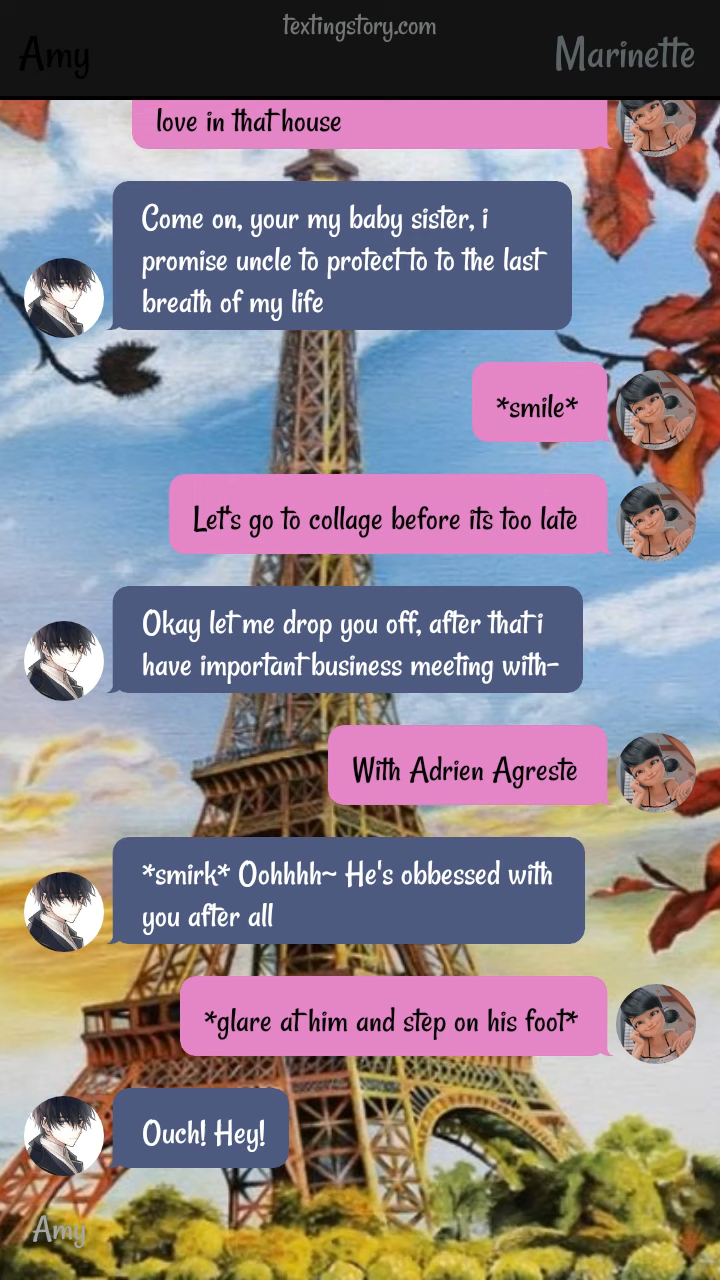 textingstory.com
Amy
Marinette
love in that house
Come on, your my baby sister, i
promise uncle to protect to to the last
breath of my life
*smile*
Let's go to collage before its too late
Okay let me drop you off, after that i
have important business meeting with-
With Adrien Agreste
*smirk* Oohhhh~ He's obbessed with
you after all
*glare at him and step on his foot*
Ouch! Hey!
Amy